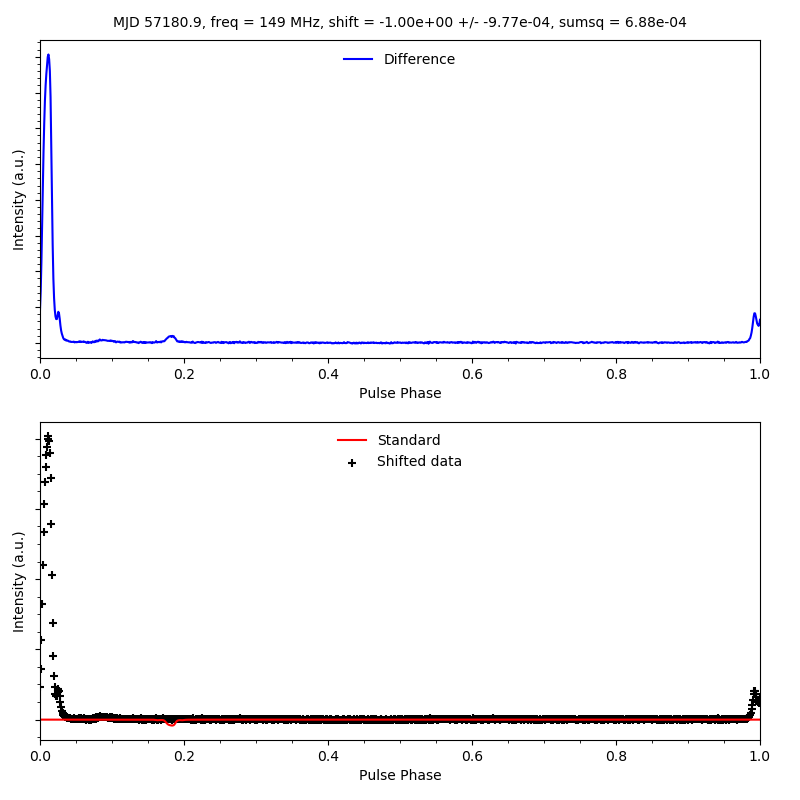 MJD 57180.9, freq = 149 MHz, shift = -1.00e+00 +/- -9.77e-04, sumsq = 6.88e-04
Difference
Intensity (a.u.)
0.0 0.2 0.4 0.6 0.8 1.0
Pulse Phase
Standard
Shifted data
Intensity (a.u.)
0.0 0.2 0.4 0.6 0.8 1.0
Pulse Phase